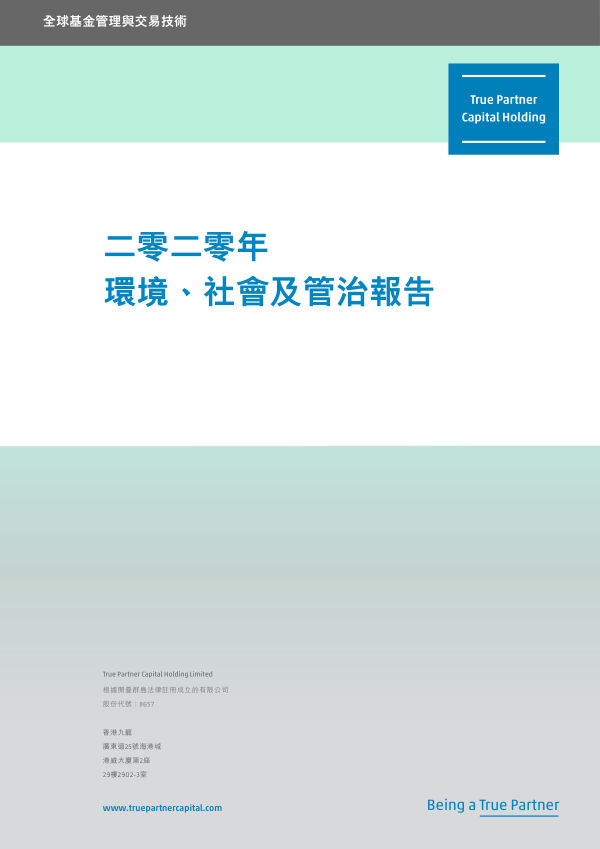 全球基金管理與交易技術
True Partner
Capital Holding
二零二零年
環境、社會及管治報告
True Partner Capital Holding Limited
根據開曼群島法律註冊成立的有限公司
股份代號：8657
香港九龍
廣東道25號海港城
港威大廈第2座
29樓2902-3室
www.truepartnercapital.com
Being a True Partner